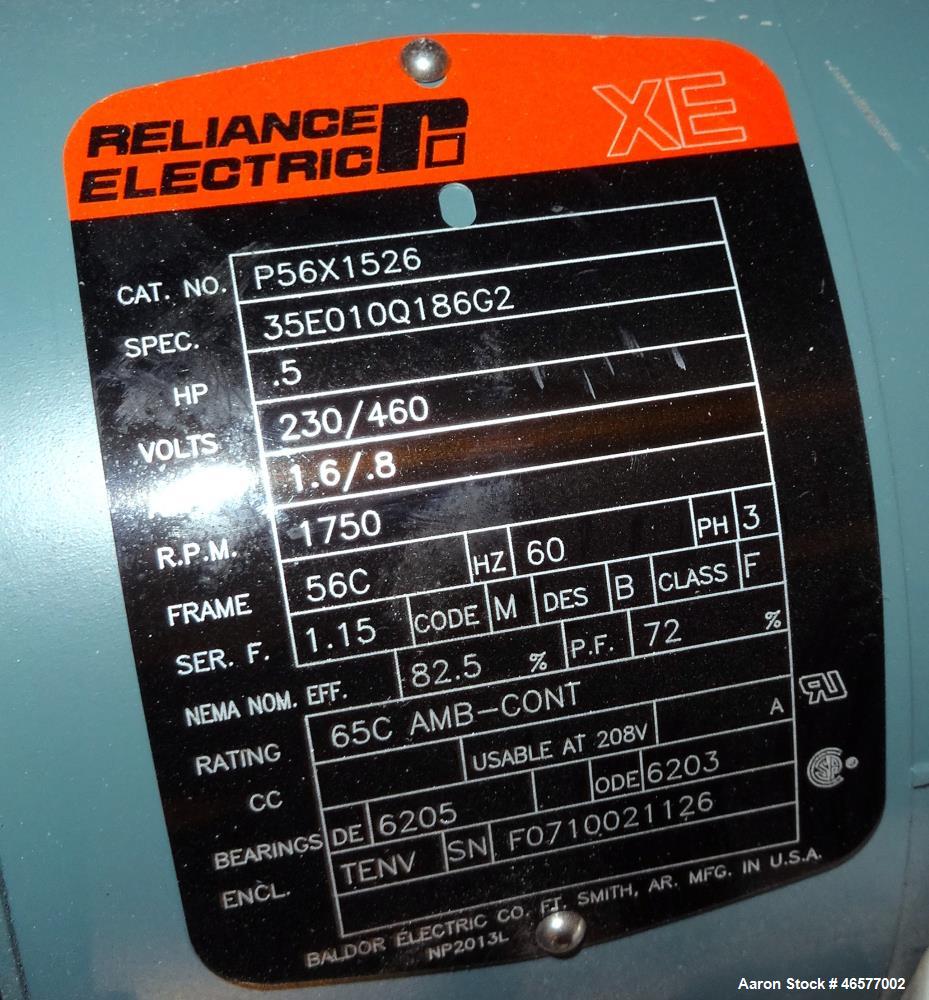 RELIANCE
ELECTRIC
XE
CAT. NO. P56X1526
SPEC. 35E010Q186G2
HP .5
VOLTS 230/460
1.6/.8
R.P.M. 1750
FRAME 56C HZ 60 PH 3
SER. F. 1.15 CODE M DES B CLASS F
NEMA NOM. EFF. 82.5 % P.F. 72 %
RATING 65C AMB-CONT
CC USABLE AT 208V A
BEARINGS DE 6205 ODE 6203
ENCL. TENV SN F0710021126
BALDOR ELECTRIC CO. FT. SMITH, AR. MFG. IN U.S.A.
NP2013L
Aaron Stock # 46577002